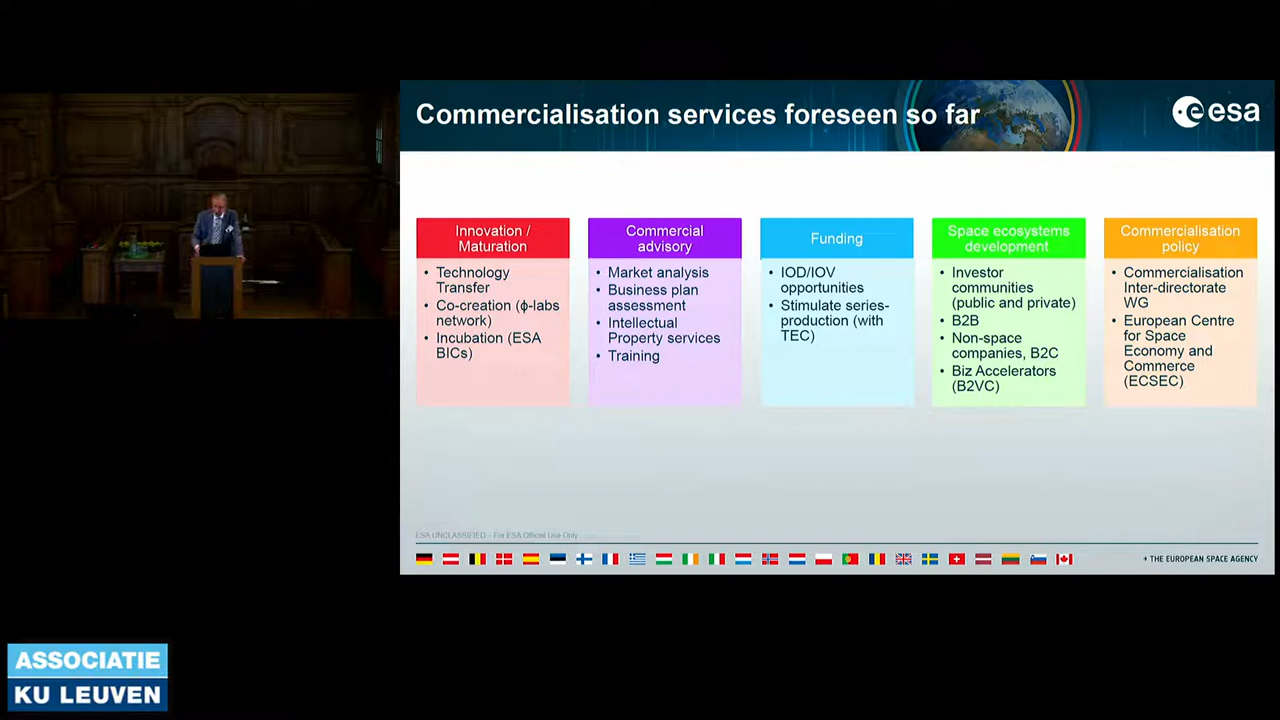 Commercialisation services foreseen so far
esa
Innovation /
Maturation
• Technology
Transfer
• Co-creation (ϕ-labs
network)
• Incubation (ESA
BICs)
Commercial
advisory
• Market analysis
• Business plan
assessment
• Intellectual
Property services
• Training
Funding
• IOD/IOV
opportunities
• Stimulate series-
production (with
TEC)
Space ecosystems
development
• Investor
communities
(public and private)
• B2B
• Non-space
companies, B2C
• Biz Accelerators
(B2VC)
Commercialisation
policy
• Commercialisation
Inter-directorate
WG
• European Centre
for Space
Economy and
Commerce
(ECSEC)
ESA UNCLASSIFIED – For ESA Official Use Only
→ THE EUROPEAN SPACE AGENCY
ASSOCIATIE
KU LEUVEN